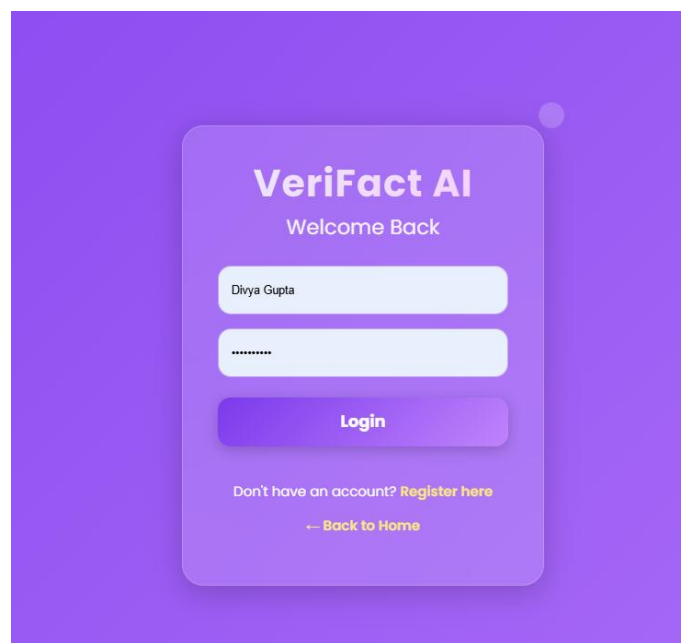 VeriFact AI
Welcome Back
Divya Gupta
••••••••••
Login
Don't have an account? Register here
← Back to Home